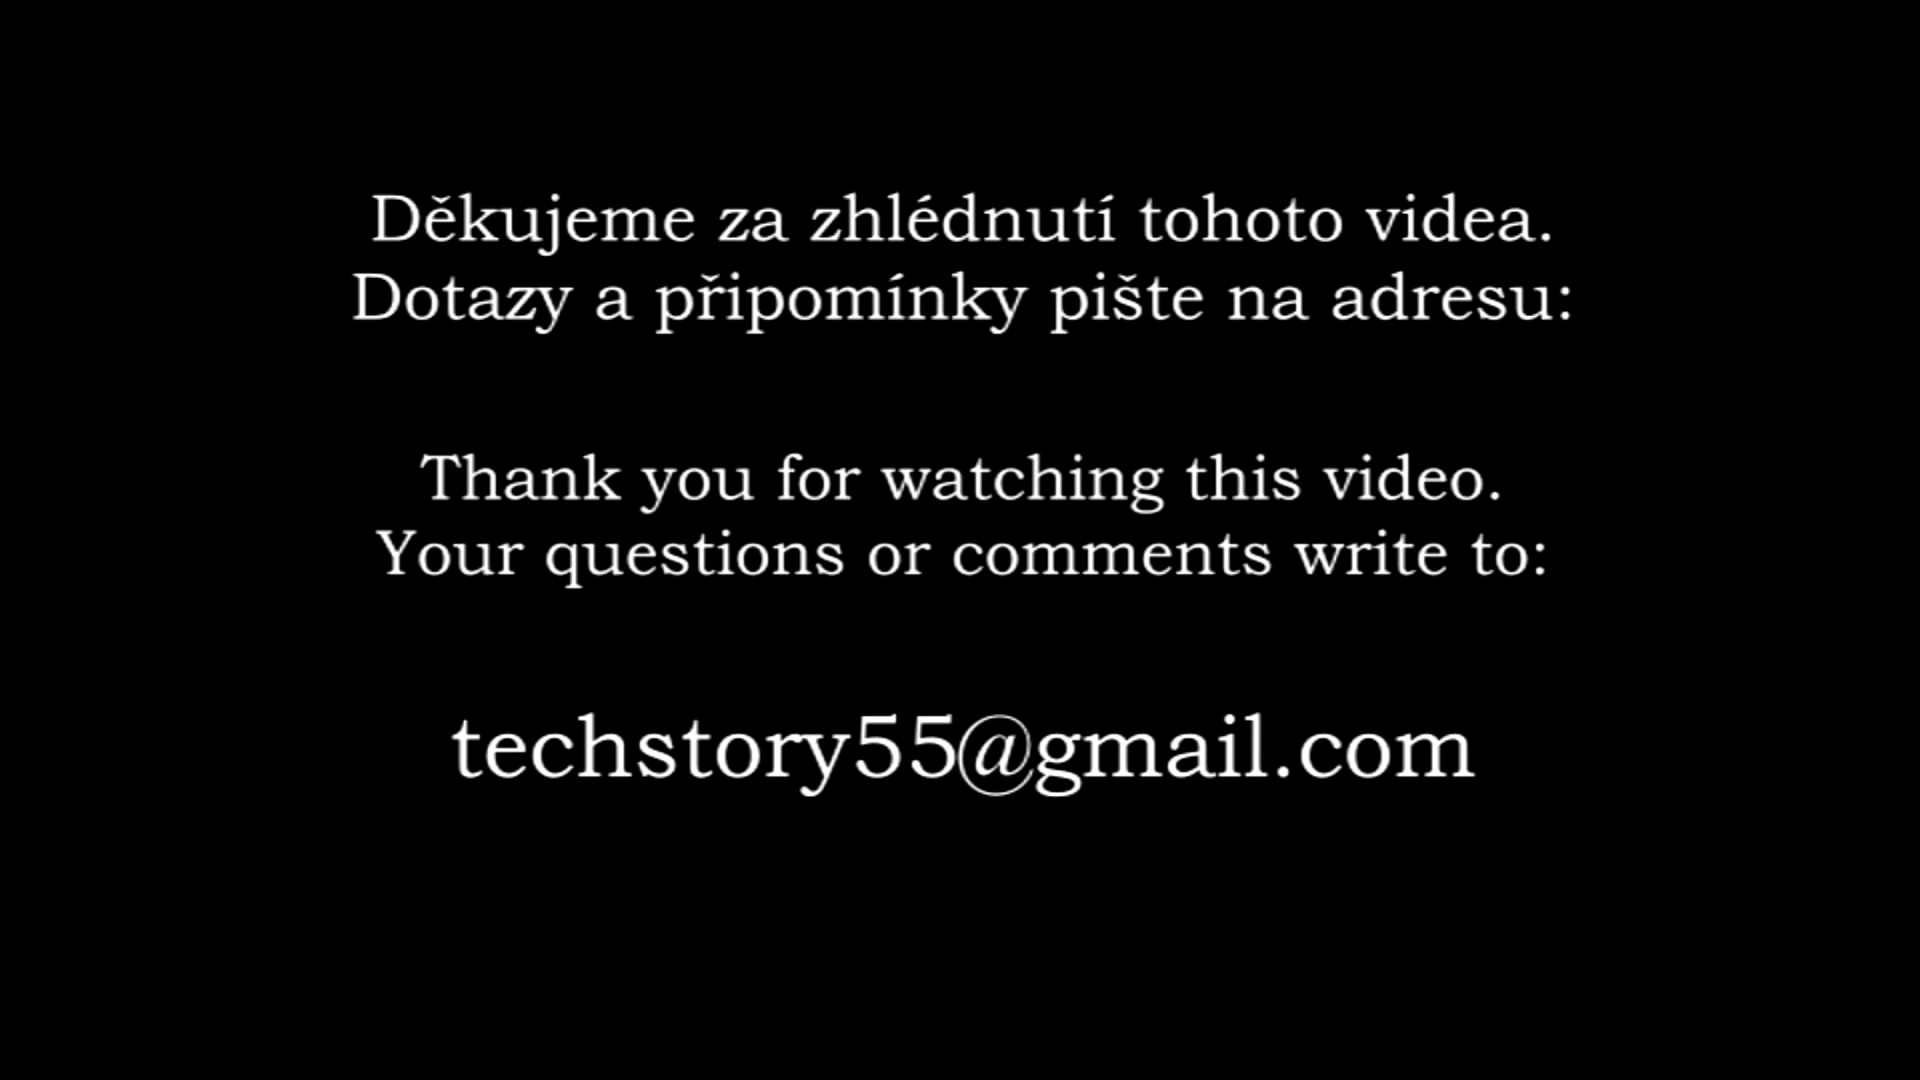 Děkujeme za zhlédnutí tohoto videa.
Dotazy a připomínky pište na adresu:
Thank you for watching this video.
Your questions or comments write to:
techstory55@gmail.com